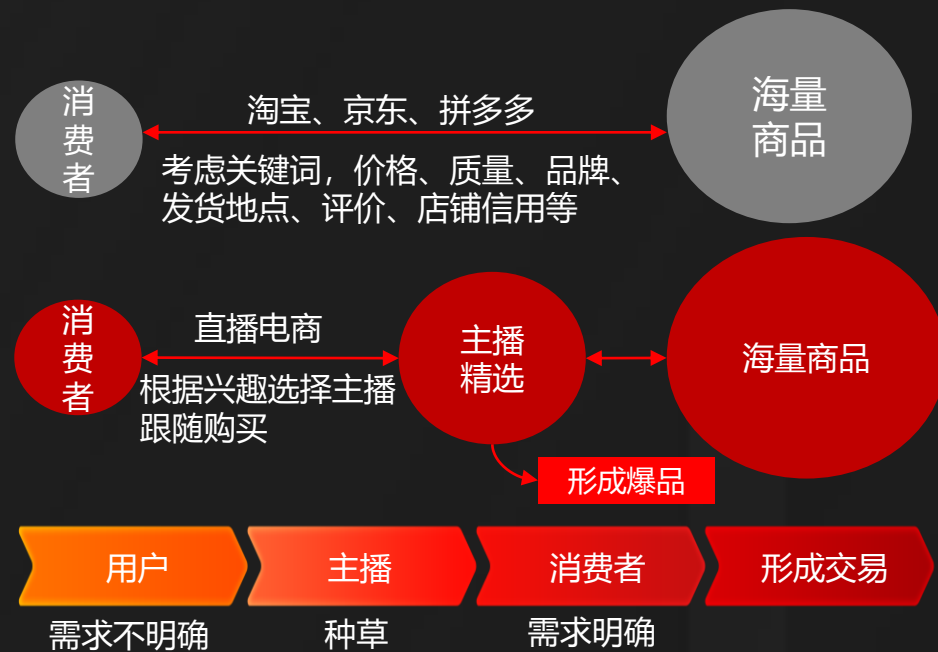 消
费
者
淘宝、京东、拼多多
考虑关键词，价格、质量、品牌、
发货地点、评价、店铺信用等
海量
商品
消
费
者
直播电商
根据兴趣选择主播
跟随购买
主播
精选
海量商品
形成爆品
用户
主播
消费者
形成交易
需求不明确
种草
需求明确